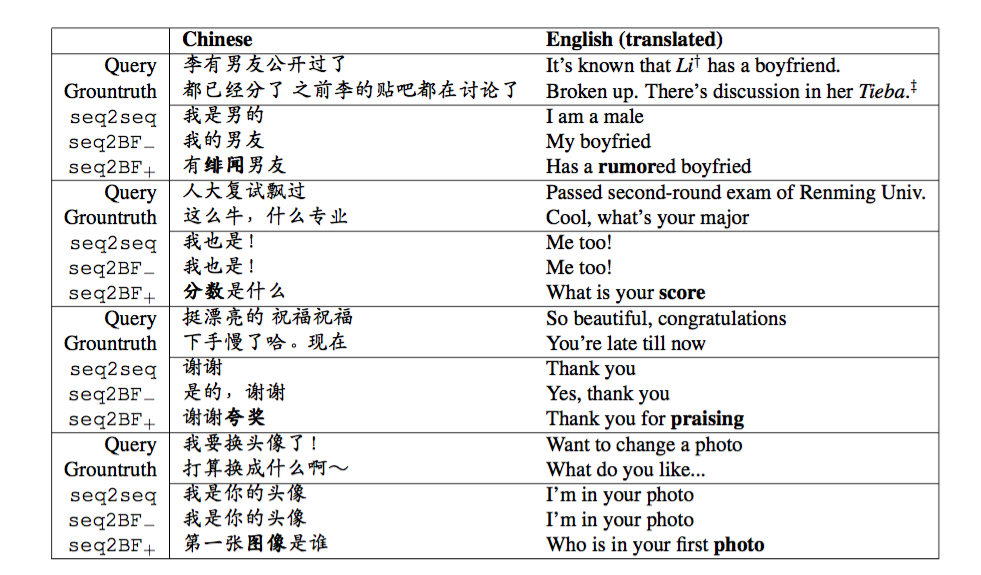 Chinese English (translated)
Query 李有男友公开过了 It's known that Li† has a boyfriend.
Grountruth 都已经分了 之前李的贴吧都在讨论了 Broken up. There's discussion in her Tieba.‡
seq2seq 我是男的 I am a male
seq2BF− 我的男友 My boyfried
seq2BF+ 有绯闻男友 Has a rumored boyfried
Query 人大复试飘过 Passed second-round exam of Renming Univ.
Grountruth 这么牛，什么专业 Cool, what's your major
seq2seq 我也是！ Me too!
seq2BF− 我也是！ Me too!
seq2BF+ 分数是什么 What is your score
Query 挺漂亮的 祝福祝福 So beautiful, congratulations
Grountruth 下手慢了哈。现在 You're late till now
seq2seq 谢谢 Thank you
seq2BF− 是的，谢谢 Yes, thank you
seq2BF+ 谢谢夸奖 Thank you for praising
Query 我要换头像了！ Want to change a photo
Grountruth 打算换成什么啊～ What do you like...
seq2seq 我是你的头像 I'm in your photo
seq2BF− 我是你的头像 I'm in your photo
seq2BF+ 第一张图像是谁 Who is in your first photo